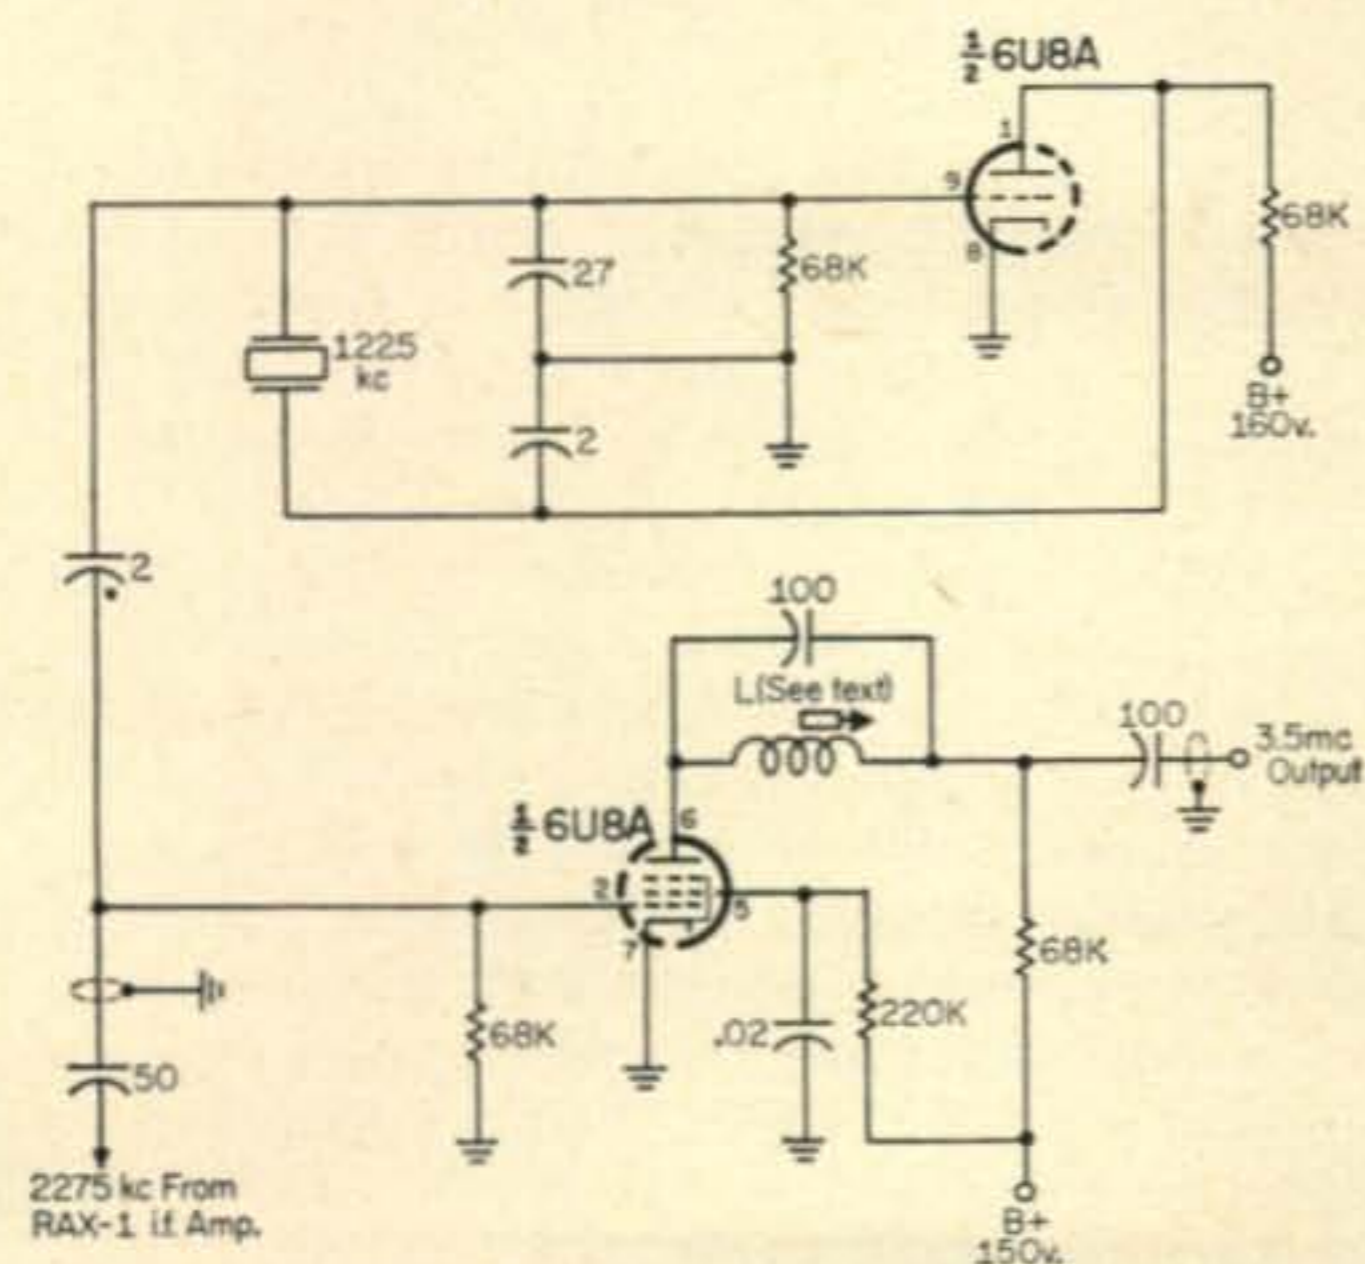 ½ 6U8A
1
9
8
68K
27
68K
1225
kc
2
B+
160v.
2
100
L(See text)
100
3.5mc
Output
½ 6U8A
6
2
5
7
68K
68K
.02
220K
50
2275 kc From
RAX-1 i.f. Amp.
B+
150v.